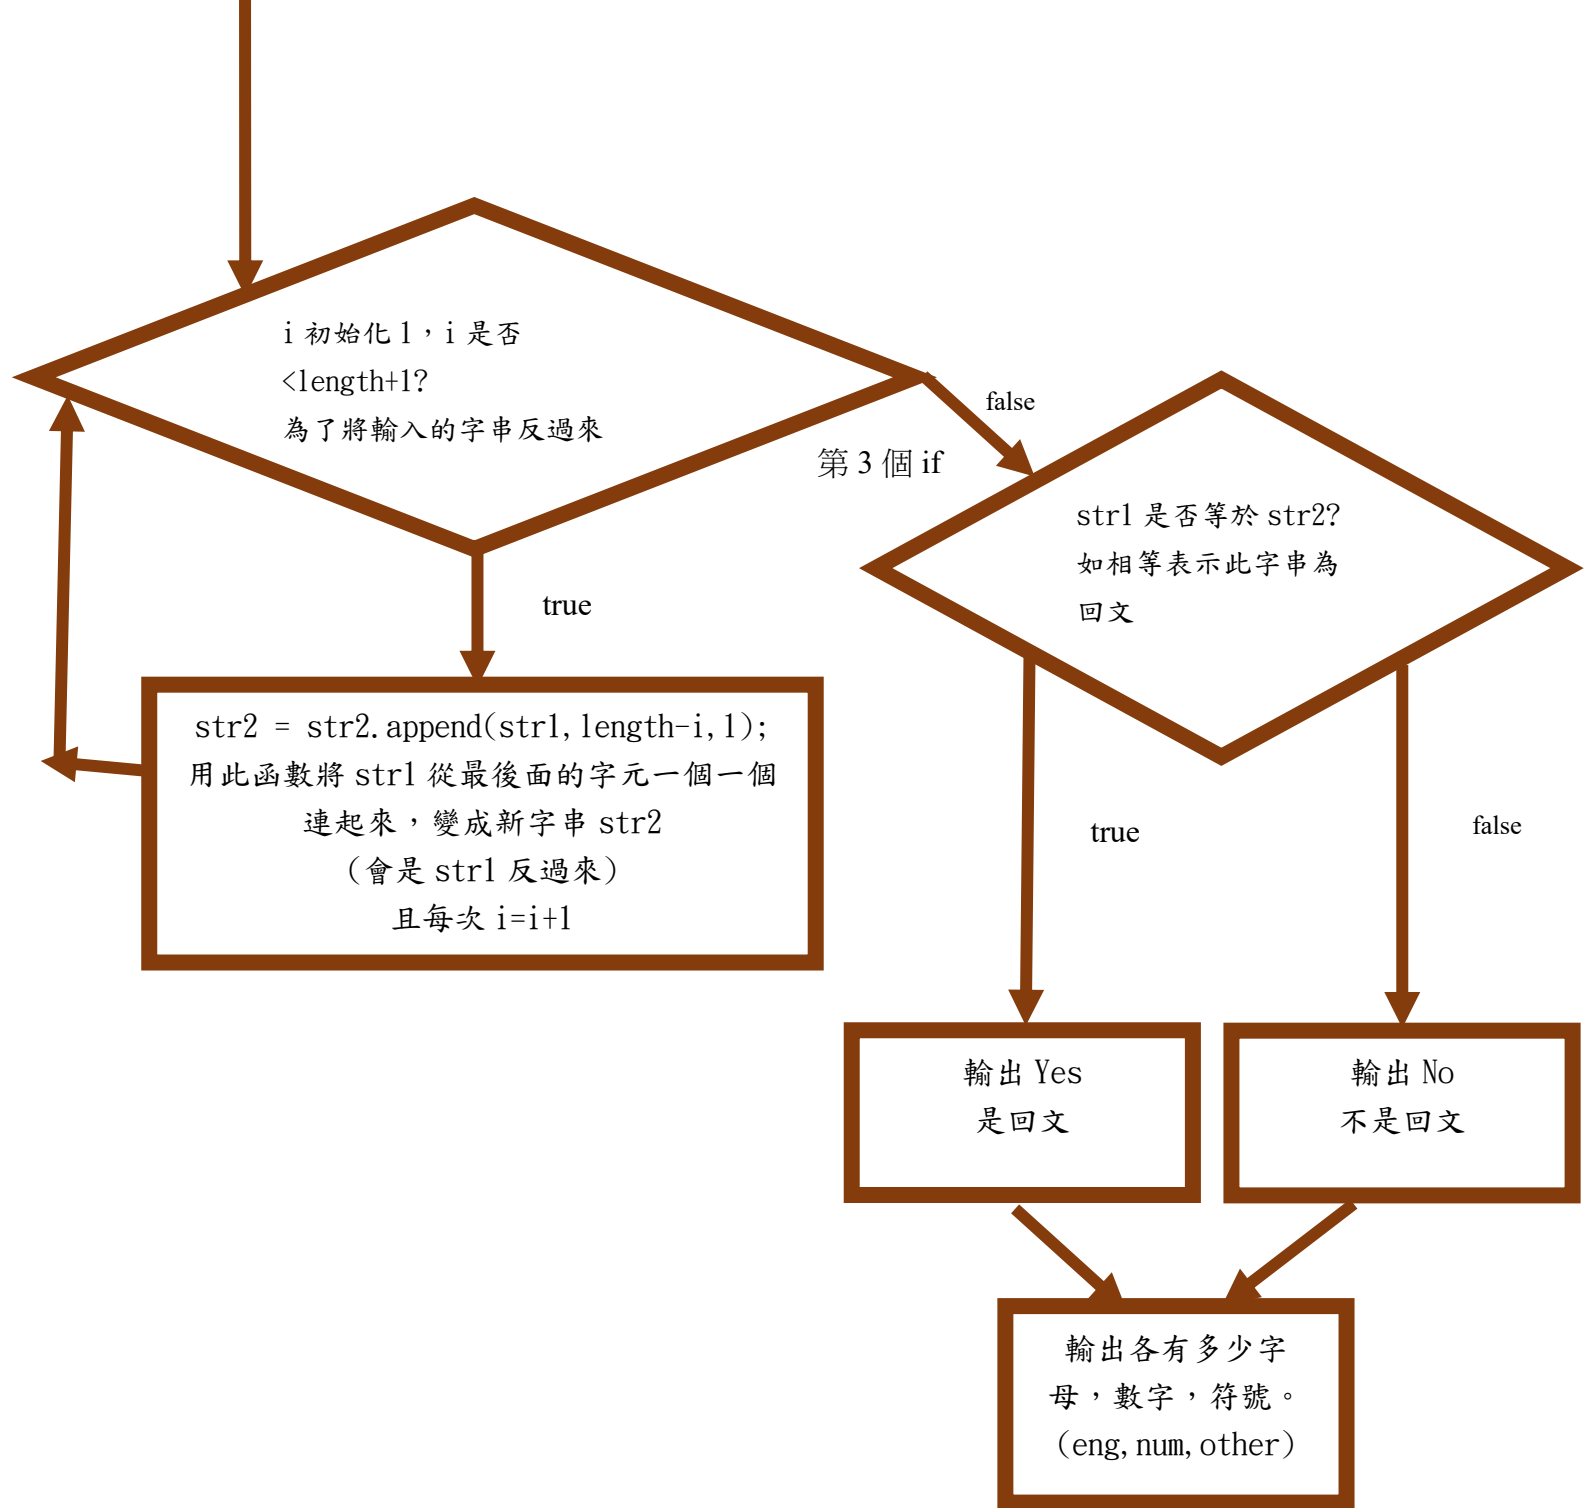 i 初始化 1，i 是否
<length+1?
為了將輸入的字串反過來
false
第 3 個 if
str1 是否等於 str2?
如相等表示此字串為
回文
true
str2 = str2.append(str1,length-i,1);
用此函數將 str1 從最後面的字元一個一個
連起來，變成新字串 str2
(會是 str1 反過來)
且每次 i=i+1
true
false
輸出 Yes
是回文
輸出 No
不是回文
輸出各有多少字
母，數字，符號。
(eng,num,other)